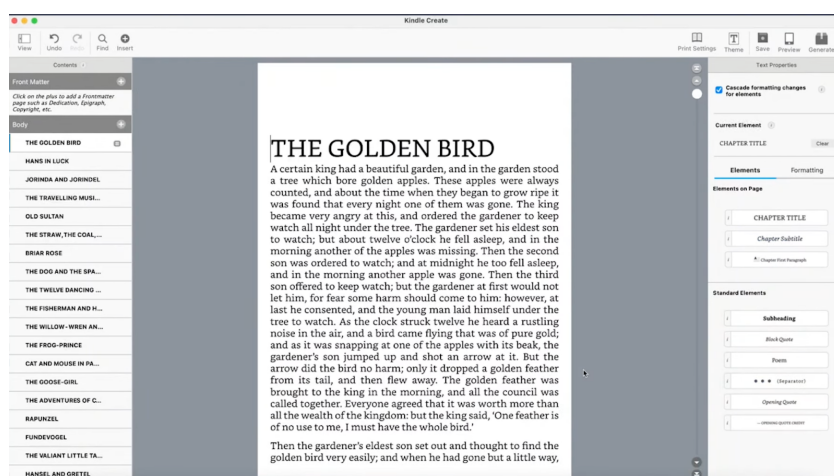 Kindle Create
View
Undo
Redo
Find
Insert
Print Settings
Theme
Save
Preview
Generate
Contents
Front Matter
Click on the plus to add a Frontmatter
page such as Dedication, Epigraph,
Copyright, etc.
Body
THE GOLDEN BIRD
HANS IN LUCK
JORINDA AND JORINDEL
THE TRAVELLING MUSI...
OLD SULTAN
THE STRAW,THE COAL,...
BRIAR ROSE
THE DOG AND THE SPA...
THE TWELVE DANCING ...
THE FISHERMAN AND H...
THE WILLOW-WREN AN...
THE FROG-PRINCE
CAT AND MOUSE IN PA...
THE GOOSE-GIRL
THE ADVENTURES OF C...
RAPUNZEL
FUNDEVOGEL
THE VALIANT LITTLE TA...
HANSEL AND GRETEL
THE GOLDEN BIRD
A certain king had a beautiful garden, and in the garden stood
a tree which bore golden apples. These apples were always
counted, and about the time when they began to grow ripe it
was found that every night one of them was gone. The king
became very angry at this, and ordered the gardener to keep
watch all night under the tree. The gardener set his eldest son
to watch; but about twelve o'clock he fell asleep, and in the
morning another of the apples was missing. Then the second
son was ordered to watch; and at midnight he too fell asleep,
and in the morning another apple was gone. Then the third
son offered to keep watch; but the gardener at first would not
let him, for fear some harm should come to him: however, at
last he consented, and the young man laid himself under the
tree to watch. As the clock struck twelve he heard a rustling
noise in the air, and a bird came flying that was of pure gold;
and as it was snapping at one of the apples with its beak, the
gardener's son jumped up and shot an arrow at it. But the
arrow did the bird no harm; only it dropped a golden feather
from its tail, and then flew away. The golden feather was
brought to the king in the morning, and all the council was
called together. Everyone agreed that it was worth more than
all the wealth of the kingdom: but the king said, 'One feather is
of no use to me, I must have the whole bird.'
Then the gardener's eldest son set out and thought to find the
golden bird very easily; and when he had gone but a little way,
Text Properties
Cascade formatting changes
for elements
Current Element
CHAPTER TITLE
Clear
Elements
Formatting
Elements on Page
CHAPTER TITLE
Chapter Subtitle
Chapter First Paragraph
Standard Elements
Subheading
Block Quote
Poem
* * * (Separator)
Opening Quote
– OPENING QUOTE CREDIT